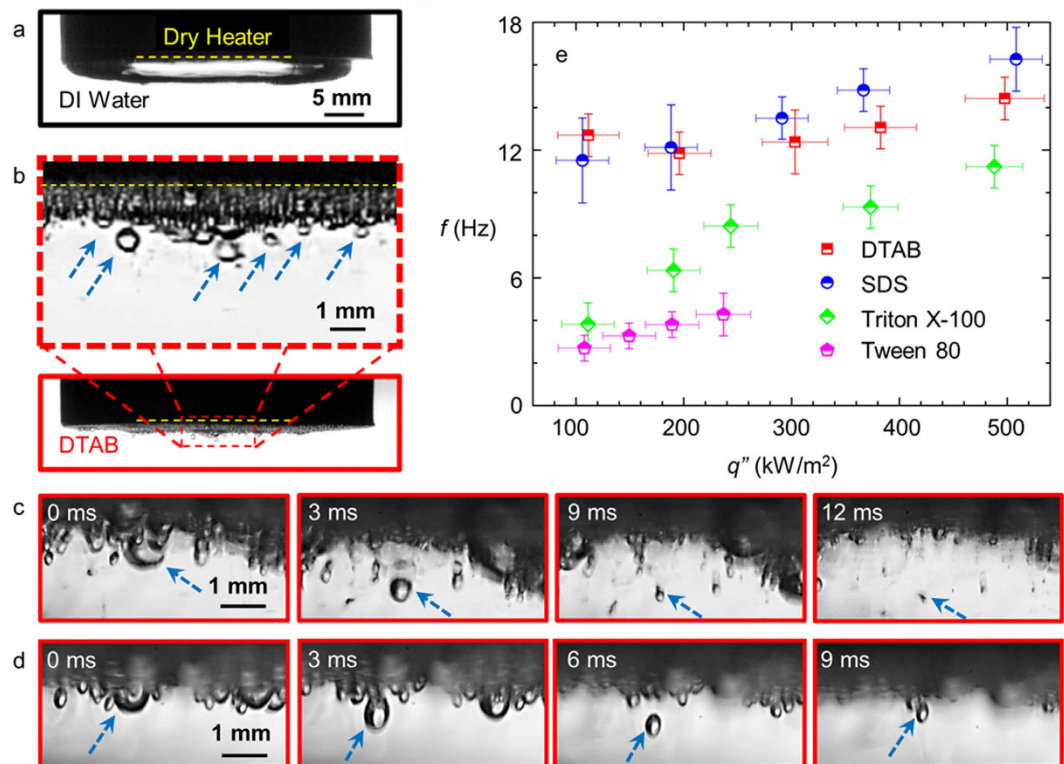 a
Dry Heater
DI Water
5 mm
b
1 mm
DTAB
e
18
12
6
0
f (Hz)
DTAB
SDS
Triton X-100
Tween 80
100 200 300 400 500
q” (kW/m²)
c
0 ms
3 ms
9 ms
12 ms
1 mm
d
0 ms
3 ms
6 ms
9 ms
1 mm